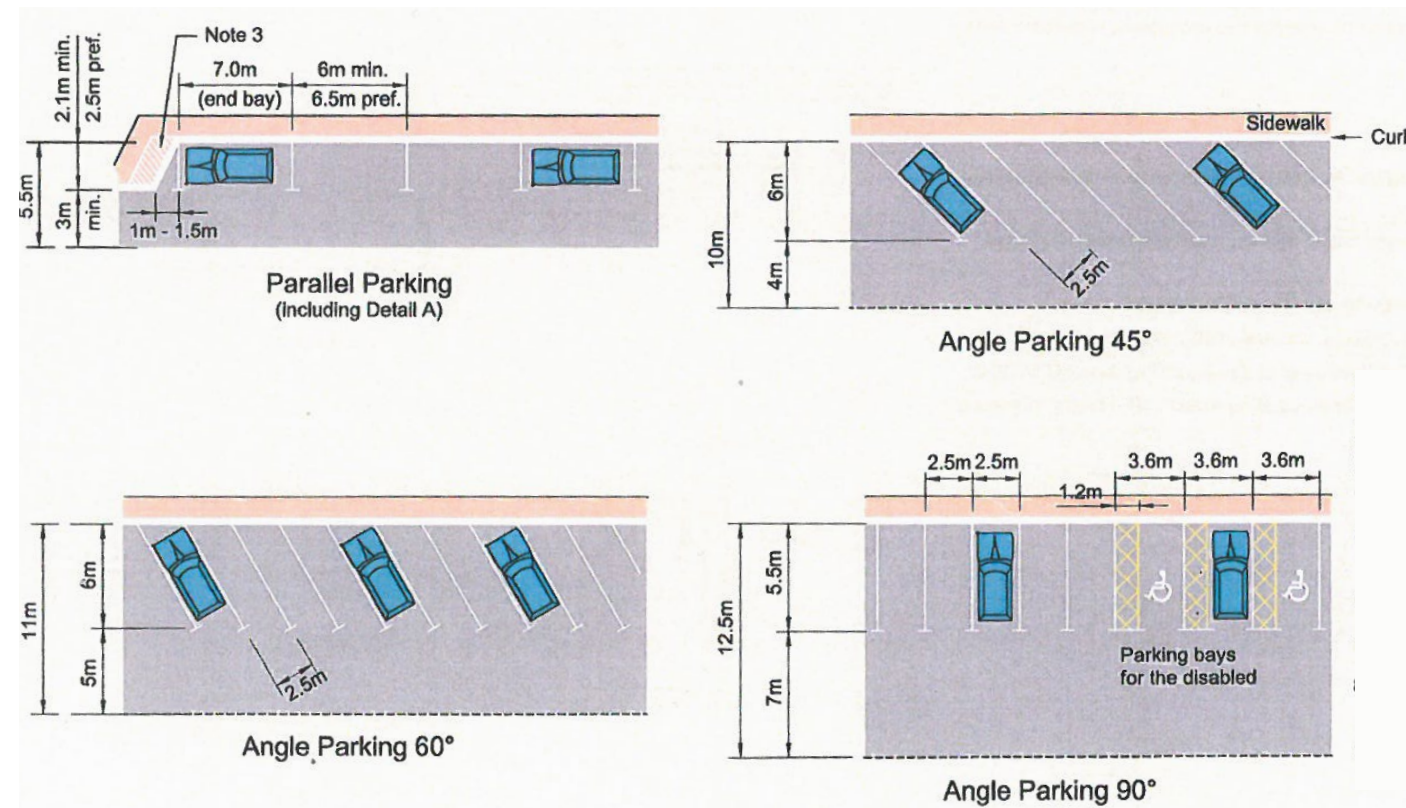 Note 3
2.1m min.
2.5m pref.
7.0m
(end bay)
6m min.
6.5m pref.
5.5m
3m
min.
1m - 1.5m
Parallel Parking
(including Detail A)
Sidewalk
10m
6m
4m
2.5m
Angle Parking 45°
11m
6m
5m
2.5m
Angle Parking 60°
2.5m 2.5m
3.6m 3.6m 3.6m
1.2m
12.5m
5.5m
7m
Parking bays
for the disabled
Angle Parking 90°